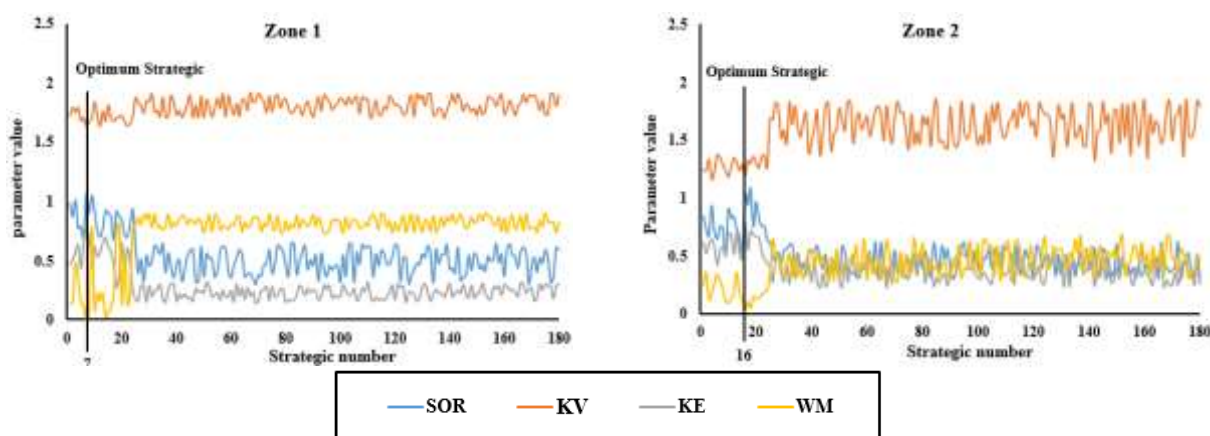 Zone 1
Optimum Strategic
parameter value
2.5
2
1.5
1
0.5
0
0 20 40 60 80 100 120 140 160 180
7
Strategic number
Zone 2
Optimum Strategic
Parameter value
2.5
2
1.5
1
0.5
0
0 20 40 60 80 100 120 140 160 180
16
Strategic number
SOR KV KE WM